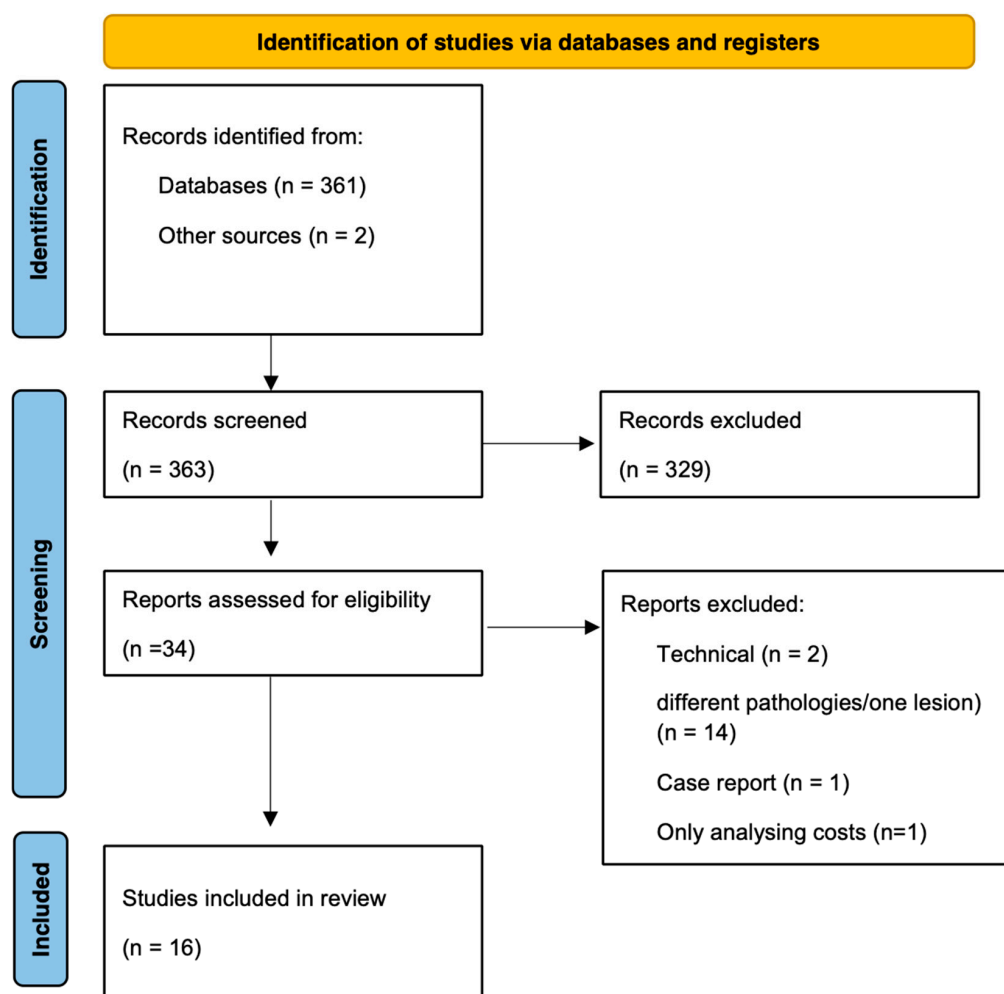 Identification of studies via databases and registers
Identification
Records identified from:
Databases (n = 361)
Other sources (n = 2)
Screening
Records screened
(n = 363)
Records excluded
(n = 329)
Reports assessed for eligibility
(n =34)
Reports excluded:
Technical (n = 2)
different pathologies/one lesion)
(n = 14)
Case report (n = 1)
Only analysing costs (n=1)
Included
Studies included in review
(n = 16)